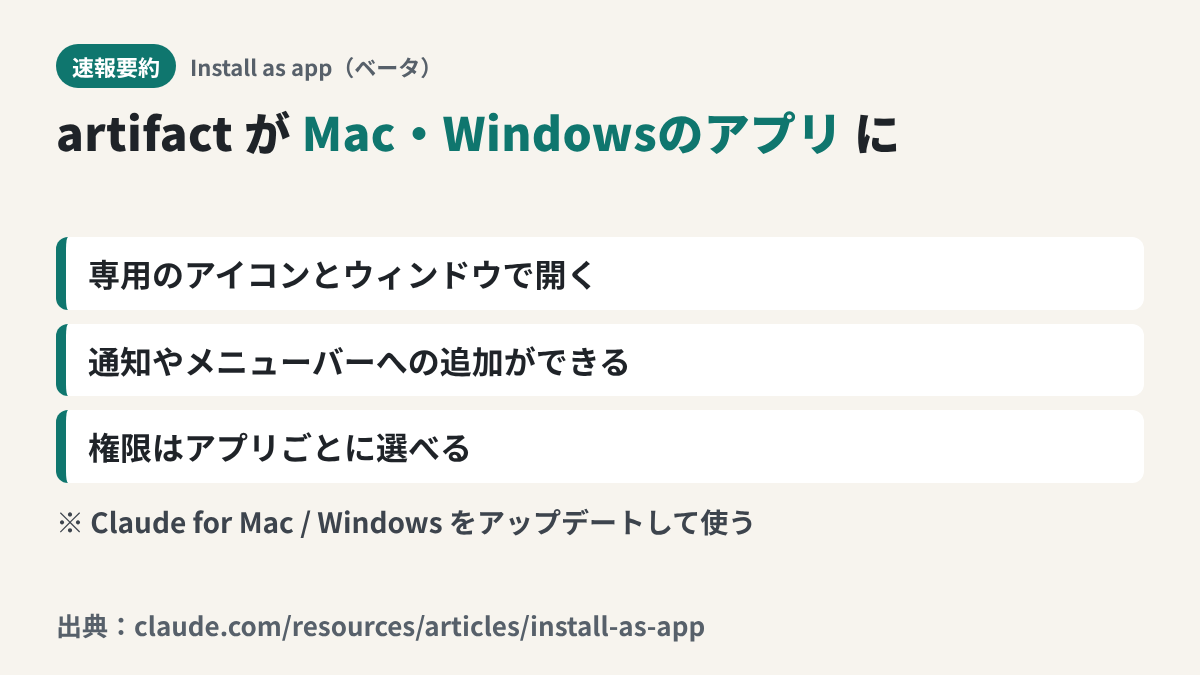 速報要約 Install as app（ベータ）
artifact が Mac・Windowsのアプリ に
専用のアイコンとウィンドウで開く
通知やメニューバーへの追加ができる
権限はアプリごとに選べる
※ Claude for Mac / Windows をアップデートして使う
出典：claude.com/resources/articles/install-as-app